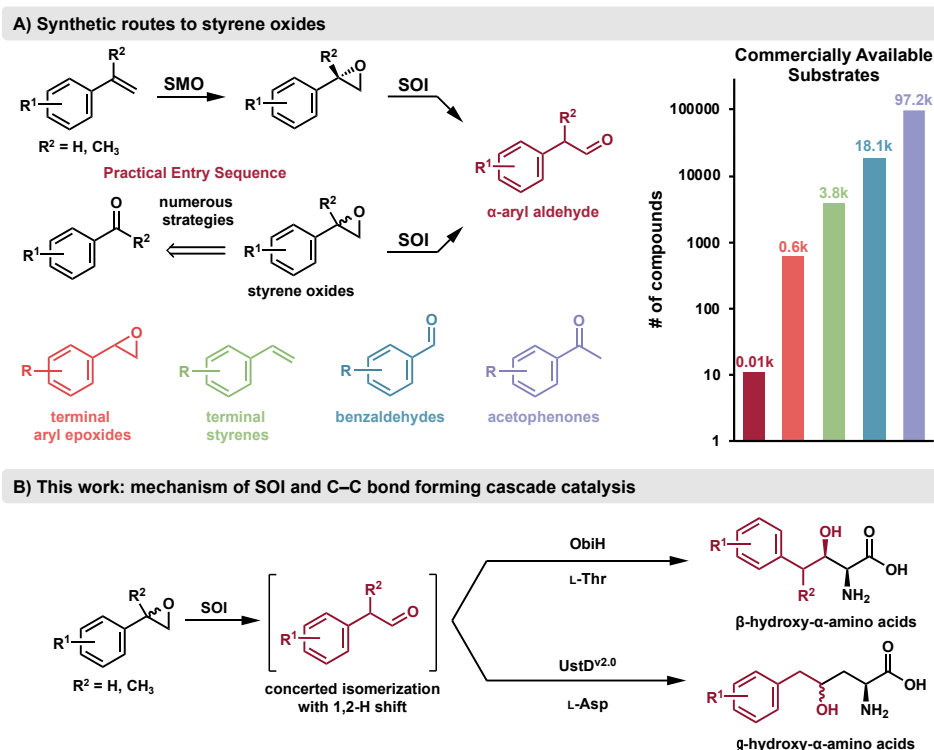 A) Synthetic routes to styrene oxides
R¹
R²
R² = H, CH₃
SMO
R¹
R²
O
SOI
R¹
R²
O
α-aryl aldehyde
Practical Entry Sequence
R¹
O
R²
numerous
strategies
R¹
R²
O
styrene oxides
SOI
R
O
terminal
aryl epoxides
R
terminal
styrenes
R
O
benzaldehydes
R
O
acetophenones
Commercially Available
Substrates
# of compounds
100000
10000
1000
100
10
1
0.01k
0.6k
3.8k
18.1k
97.2k
B) This work: mechanism of SOI and C–C bond forming cascade catalysis
R¹
R²
O
R² = H, CH₃
SOI
R¹
R²
O
concerted isomerization
with 1,2-H shift
ObiH
L-Thr
UstDv2.0
L-Asp
R¹
R²
OH
O
OH
NH₂
β-hydroxy-α-amino acids
R¹
OH
O
OH
NH₂
g-hydroxy-α-amino acids